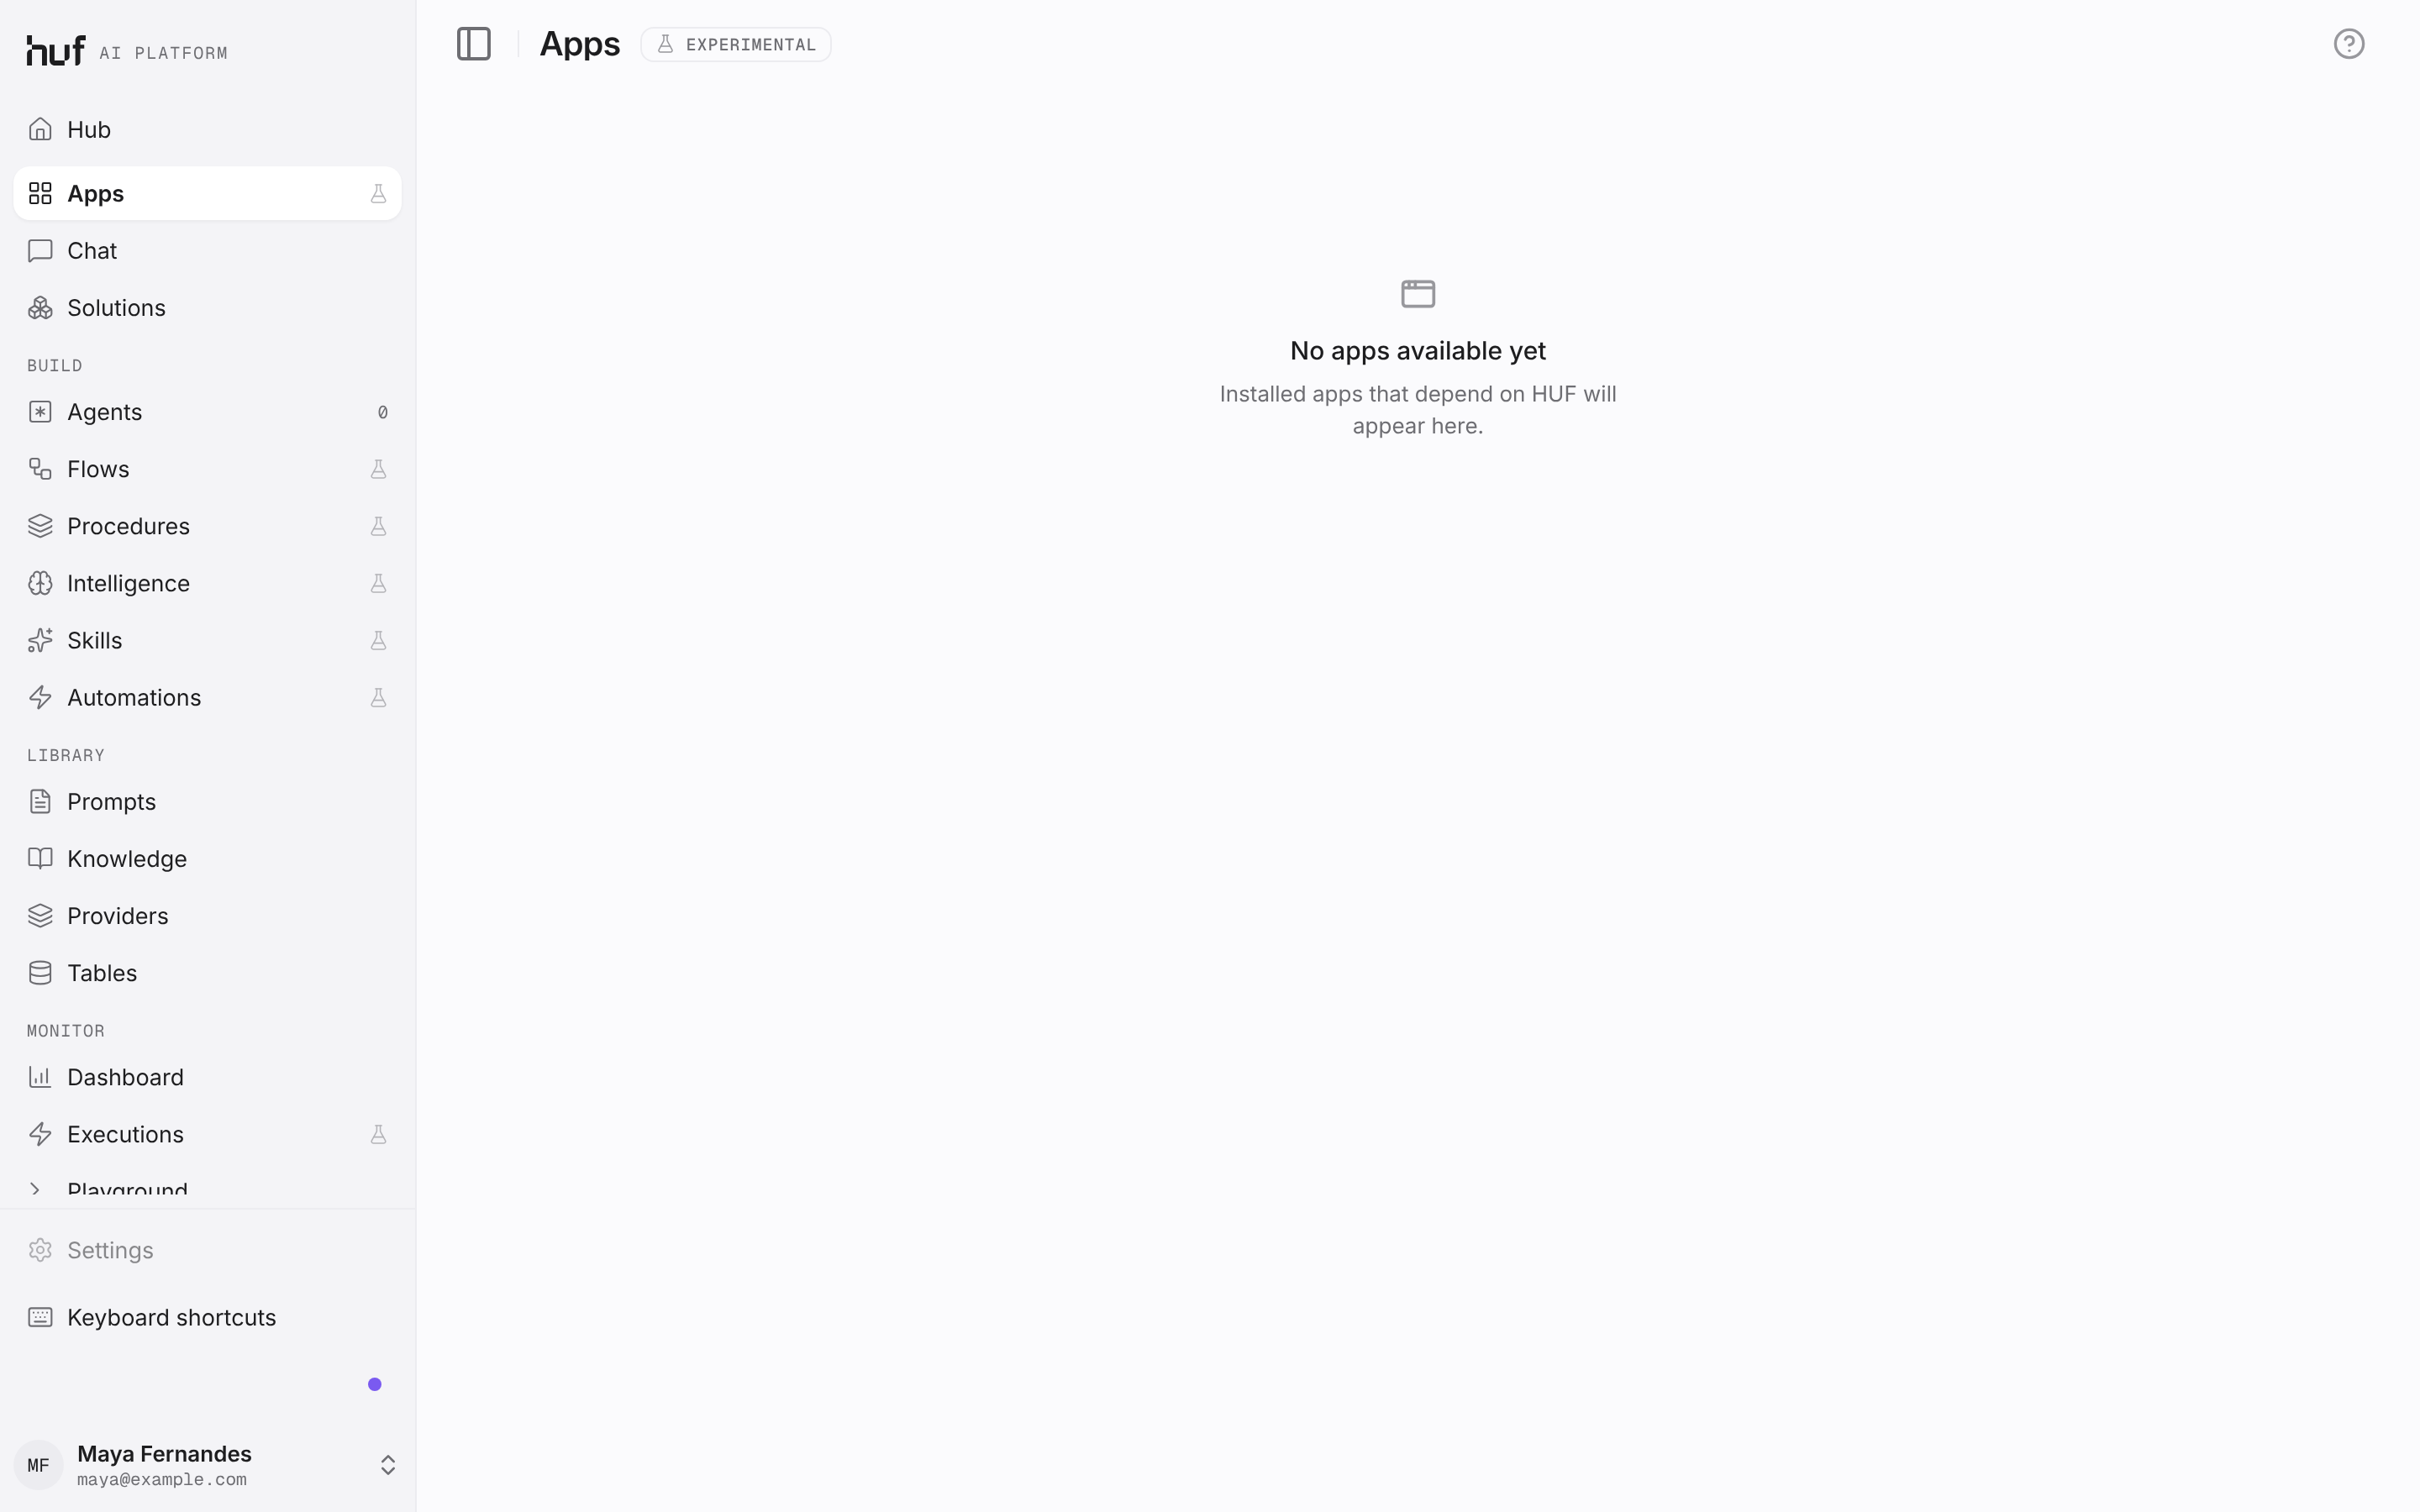 huf AI PLATFORM
Hub
Apps
Chat
Solutions
BUILD
Agents 0
Flows
Procedures
Intelligence
Skills
Automations
LIBRARY
Prompts
Knowledge
Providers
Tables
MONITOR
Dashboard
Executions
Playground
Settings
Keyboard shortcuts
MF
Maya Fernandes
maya@example.com
Apps EXPERIMENTAL
No apps available yet
Installed apps that depend on HUF will
appear here.